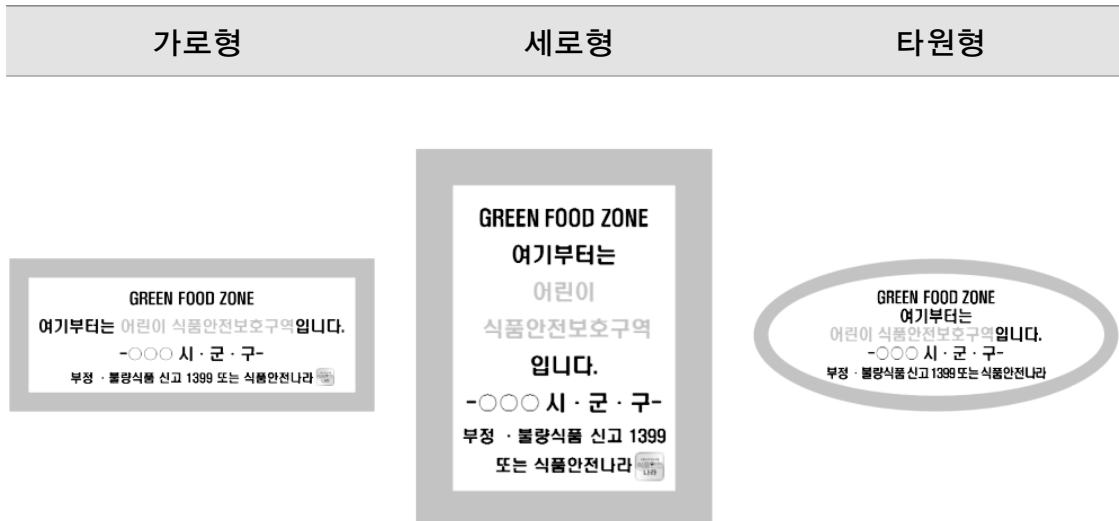 가로형
세로형
타원형
GREEN FOOD ZONE
여기부터는 어린이 식품안전보호구역입니다.
-○○○ 시 · 군 · 구-
부정 · 불량식품 신고 1399 또는 식품안전나라
GREEN FOOD ZONE
여기부터는
어린이
식품안전보호구역
입니다.
-○○○ 시 · 군 · 구-
부정 · 불량식품 신고 1399
또는 식품안전나라
나라
GREEN FOOD ZONE
여기부터는
어린이 식품안전보호구역입니다.
-○○○ 시 · 군 · 구-
부정 · 불량식품 신고 1399 또는 식품안전나라